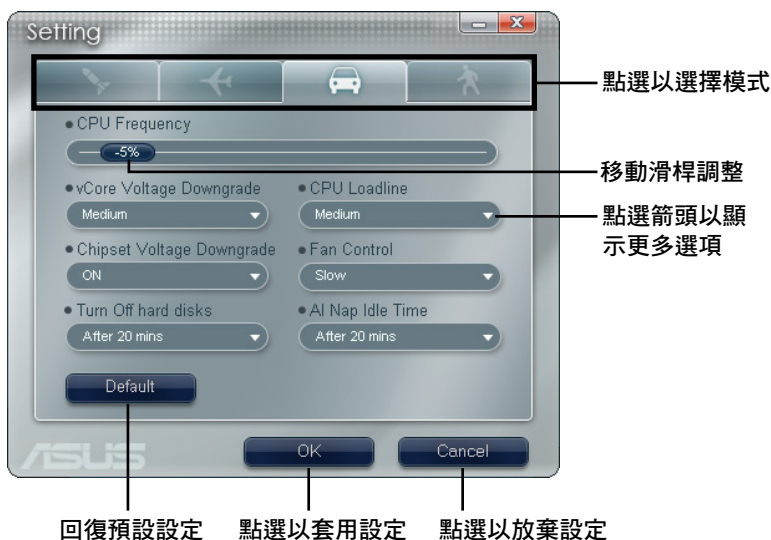 Setting
點選以選擇模式
CPU Frequency
-5%
移動滑桿調整
vCore Voltage Downgrade
CPU Loadline
Medium
Medium
點選箭頭以顯
示更多選項
Chipset Voltage Downgrade
Fan Control
ON
Slow
Turn Off hard disks
AI Nap Idle Time
After 20 mins
After 20 mins
Default
ASUS
OK
Cancel
回復預設設定
點選以套用設定
點選以放棄設定